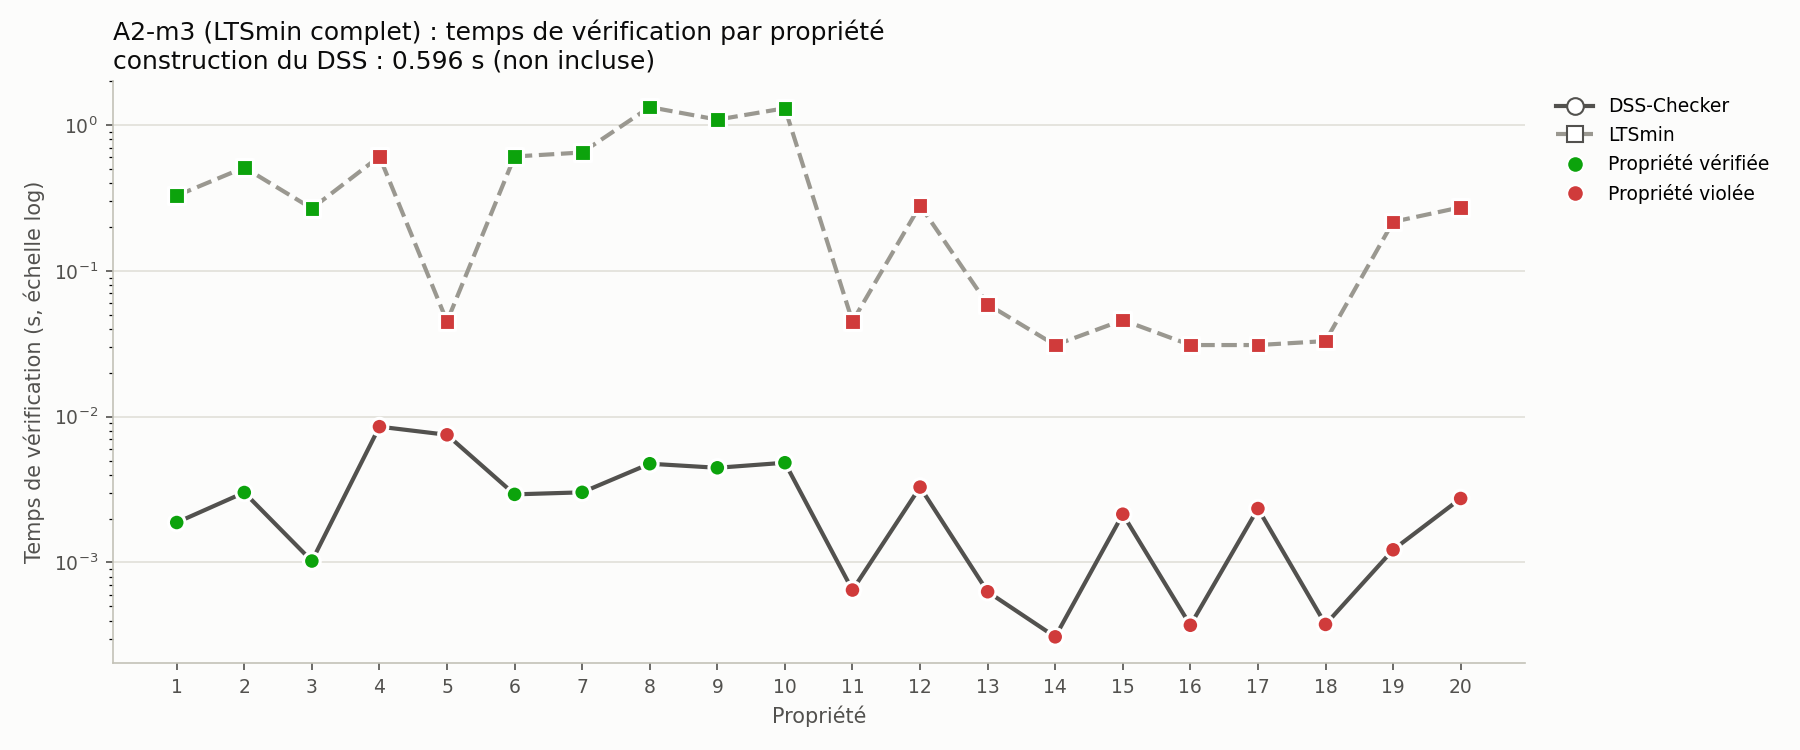 A2-m3 (LTSmin complet) : temps de vérification par propriété
construction du DSS : 0.596 s (non incluse)
DSS-Checker
LTSmin
Propriété vérifiée
Propriété violée
Temps de vérification (s, échelle log)
10⁰
10⁻¹
10⁻²
10⁻³
1 2 3 4 5 6 7 8 9 10 11 12 13 14 15 16 17 18 19 20
Propriété